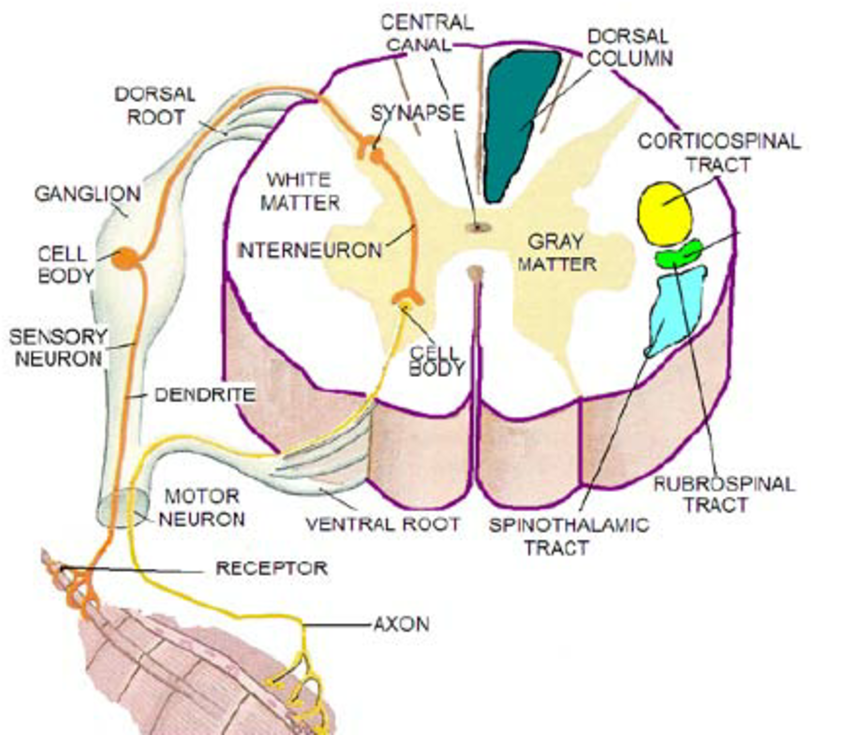 CENTRAL
CANAL
DORSAL
COLUMN
DORSAL
ROOT
SYNAPSE
CORTICOSPINAL
TRACT
WHITE
MATTER
GANGLION
INTERNEURON
GRAY
MATTER
CELL
BODY
SENSORY
NEURON
CELL
BODY
DENDRITE
MOTOR
NEURON
VENTRAL ROOT
SPINOTHALAMIC
TRACT
RUBROSPINAL
TRACT
RECEPTOR
AXON